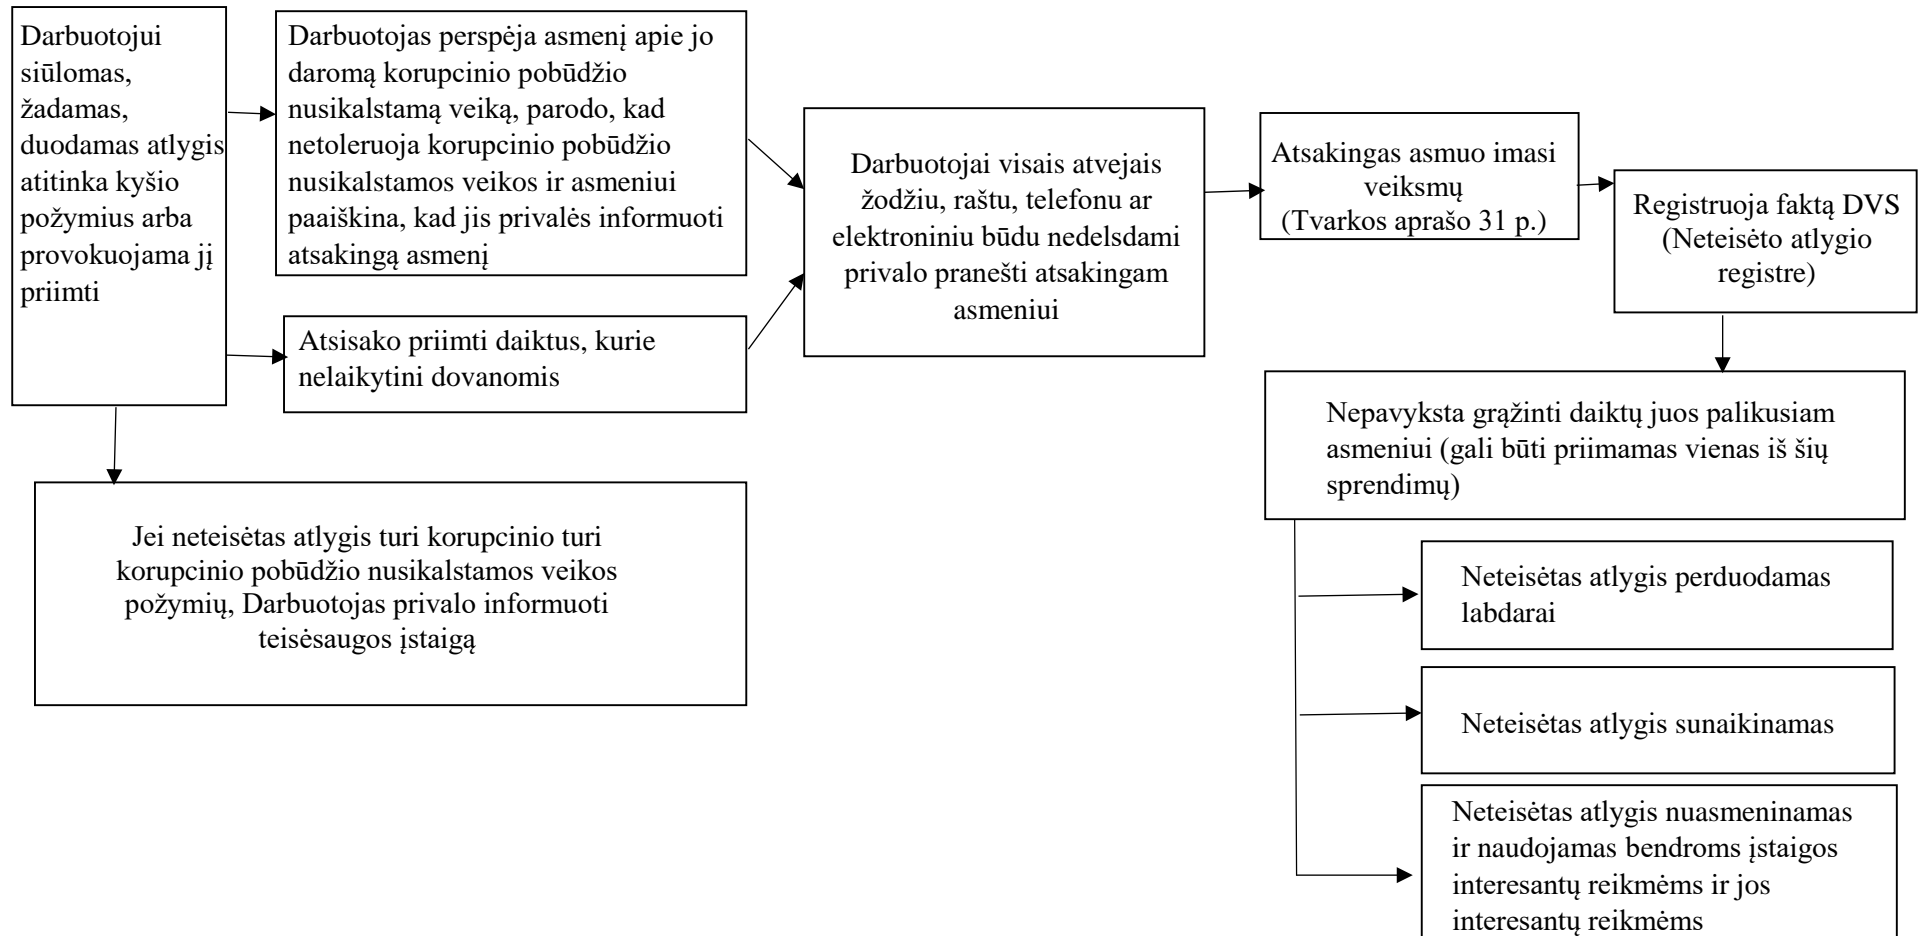 Darbuotojui
siūlomas,
žadamas,
duodamas atlygis
atitinka kyšio
požymius arba
provokuojama jį
priimti
Darbuotojas perspėja asmenį apie jo
daromą korupcinio pobūdžio
nusikalstamą veiką, parodo, kad
netoleruoja korupcinio pobūdžio
nusikalstamos veikos ir asmeniui
paaiškina, kad jis privalės informuoti
atsakingą asmenį
Atsisako priimti daiktus, kurie
nelaikytini dovanomis
Jei neteisėtas atlygis turi korupcinio turi
korupcinio pobūdžio nusikalstamos veikos
požymių, Darbuotojas privalo informuoti
teisėsaugos įstaigą
Darbuotojai visais atvejais
žodžiu, raštu, telefonu ar
elektroniniu būdu nedelsdami
privalo pranešti atsakingam
asmeniui
Atsakingas asmuo imasi
veiksmų
(Tvarkos aprašo 31 p.)
Registruoja faktą DVS
(Neteisėto atlygio
registre)
Nepavyksta grąžinti daiktų juos palikusiam
asmeniui (gali būti priimamas vienas iš šių
sprendimų)
Neteisėtas atlygis perduodamas
labdarai
Neteisėtas atlygis sunaikinamas
Neteisėtas atlygis nuasmeninamas
ir naudojamas bendroms įstaigos
interesantų reikmėms ir jos
interesantų reikmėms